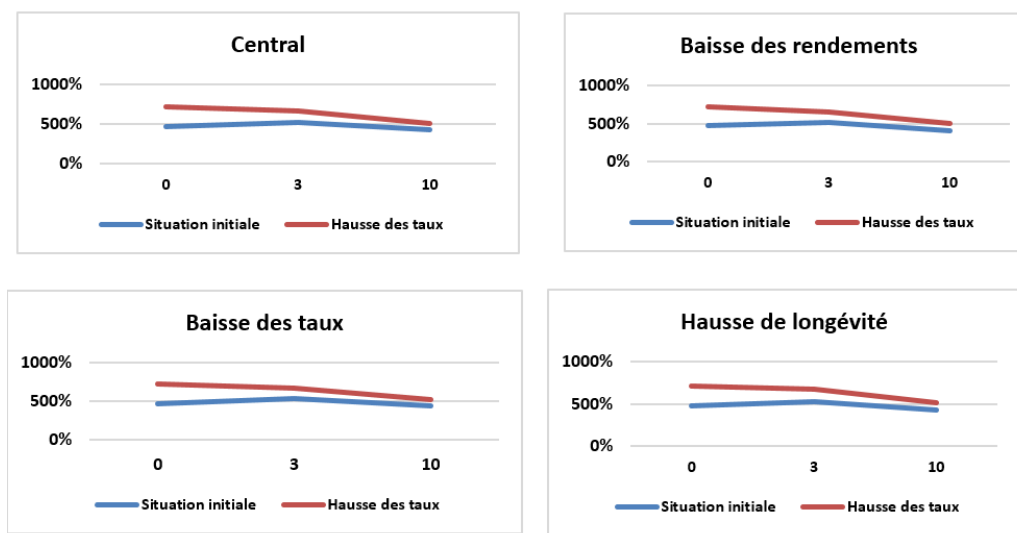 Central
1000%
500%
0%
0 3 10
Situation initiale Hausse des taux
Baisse des rendements
1000%
500%
0%
0 3 10
Situation initiale Hausse des taux
Baisse des taux
1000%
500%
0%
0 3 10
Situation initiale Hausse des taux
Hausse de longévité
1000%
500%
0%
0 3 10
Situation initiale Hausse des taux